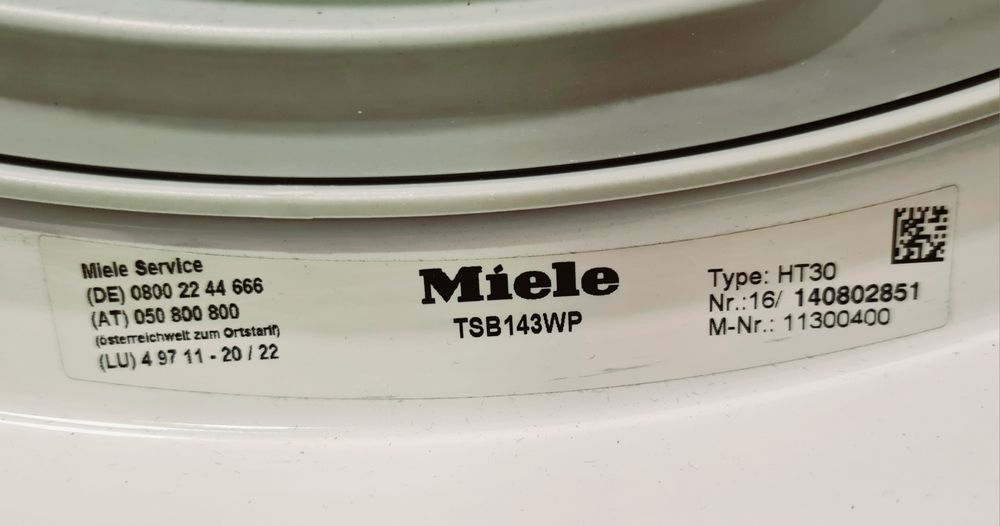 Miele Service
(DE) 0800 22 44 666
(AT) 050 800 800
(österreichweit zum Ortstarif)
(LU) 4 97 11 - 20 / 22
Miele
TSB143WP
Type: HT30
Nr.:16/ 140802851
M-Nr.: 11300400